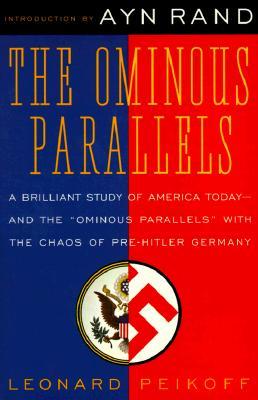 INTRODUCTION BY AYN RAND
THE OMINOUS
PARALLELS
A BRILLIANT STUDY OF AMERICA TODAY—
AND THE "OMINOUS PARALLELS" WITH
THE CHAOS OF PRE-HITLER GERMANY
LEONARD PEIKOFF